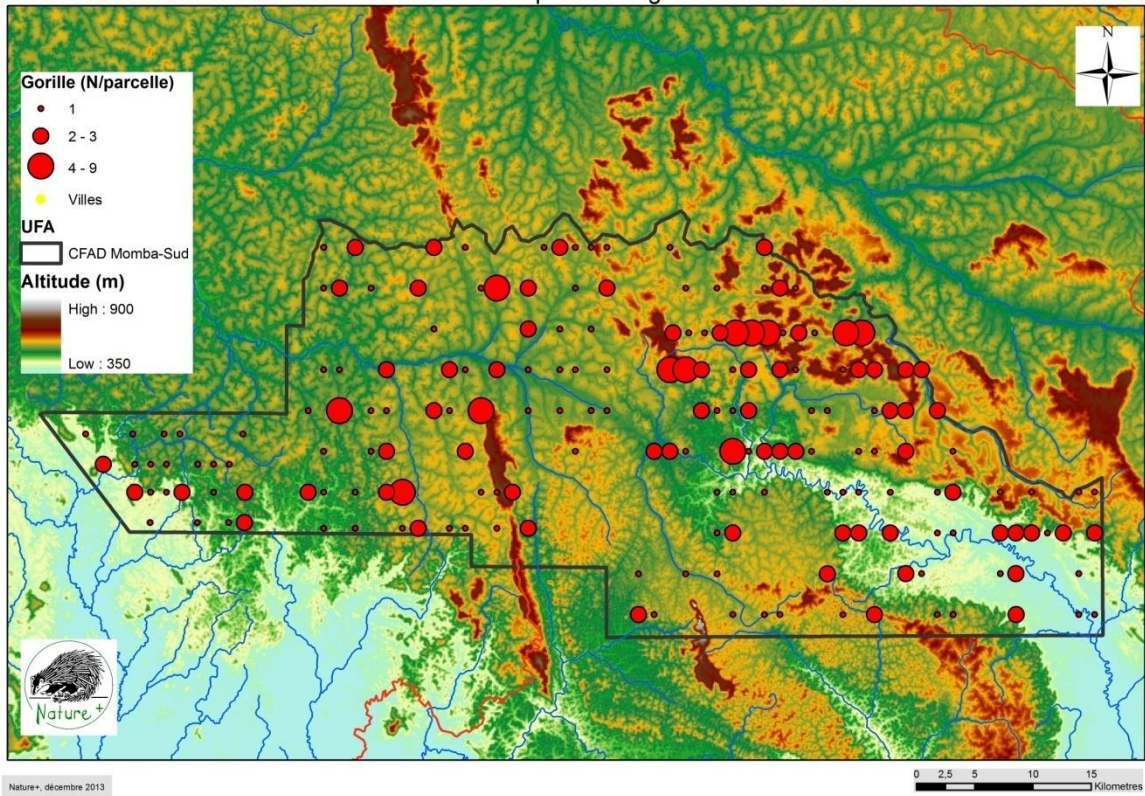 Gorille (N/parcelle)
1
2 - 3
4 - 9
Villes
UFA
CFAD Momba-Sud
Altitude (m)
High : 900
Low : 350
N
Nature +
Nature+, décembre 2013
0 2,5 5 10 15
Kilometres